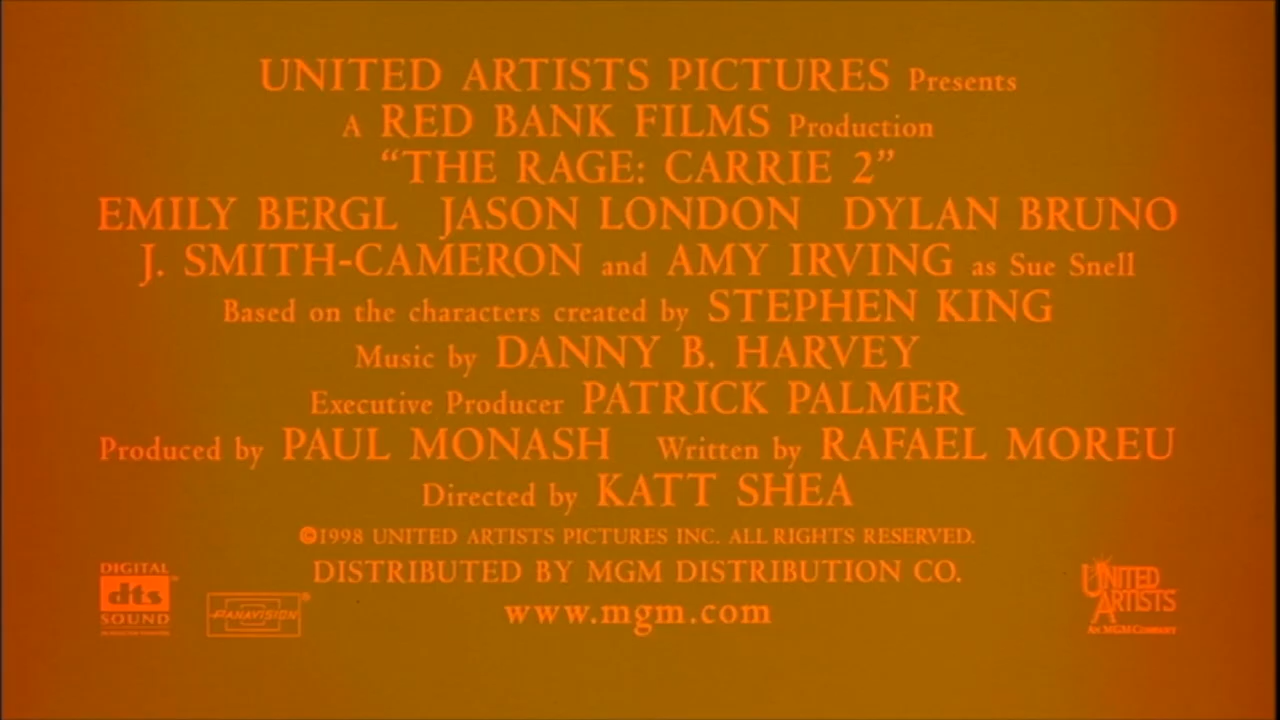 UNITED ARTISTS PICTURES Presents
A RED BANK FILMS Production
“THE RAGE: CARRIE 2”
EMILY BERGL JASON LONDON DYLAN BRUNO
J. SMITH-CAMERON and AMY IRVING as Sue Snell
Based on the characters created by STEPHEN KING
Music by DANNY B. HARVEY
Executive Producer PATRICK PALMER
Produced by PAUL MONASH Written by RAFAEL MOREU
Directed by KATT SHEA
©1998 UNITED ARTISTS PICTURES INC. ALL RIGHTS RESERVED.
DISTRIBUTED BY MGM DISTRIBUTION CO.
www.mgm.com
DIGITAL
dts
SOUND
PANAVISION®
UNITED
ARTISTS
AN MGM COMPANY